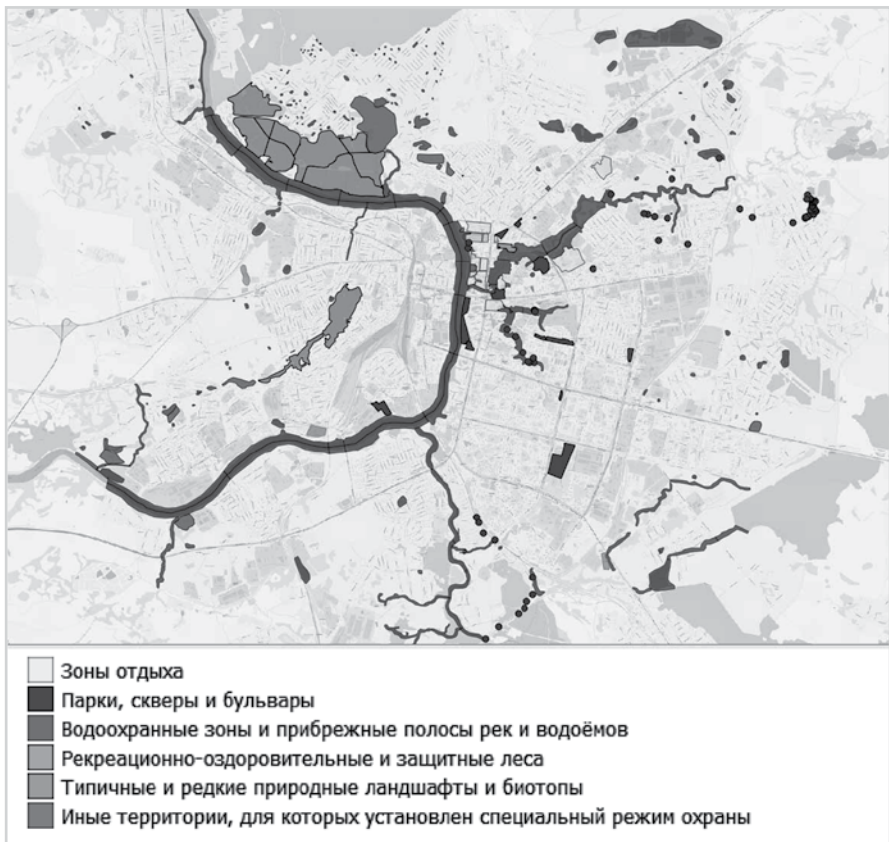 Зоны отдыха
Парки, скверы и бульвары
Водоохранные зоны и прибрежные полосы рек и водоёмов
Рекреационно-оздоровительные и защитные леса
Типичные и редкие природные ландшафты и биотопы
Иные территории, для которых установлен специальный режим охраны